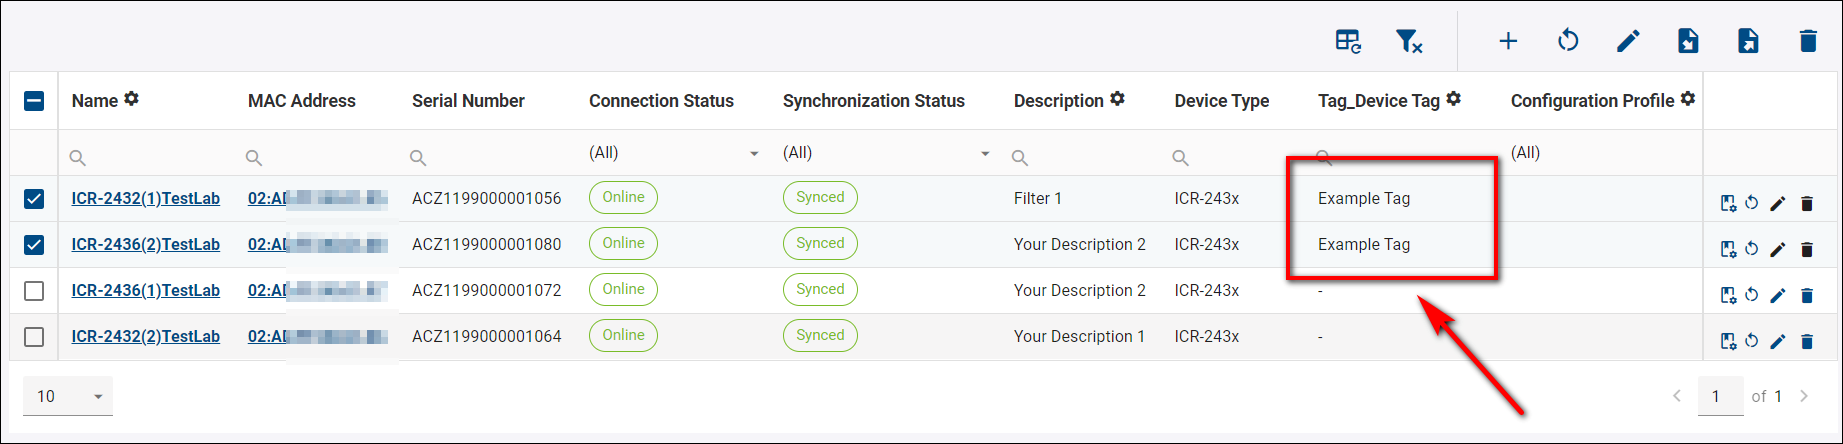 Name MAC Address Serial Number Connection Status Synchronization Status Description Device Type Tag_Device Tag Configuration Profile
(All) (All) (All)
ICR-2432(1)TestLab 02:AD ACZ1199000001056 Online Synced Filter 1 ICR-243x Example Tag
ICR-2436(2)TestLab 02:AD ACZ1199000001080 Online Synced Your Description 2 ICR-243x Example Tag
ICR-2436(1)TestLab 02:AD ACZ1199000001072 Online Synced Your Description 2 ICR-243x -
ICR-2432(2)TestLab 02:AD ACZ1199000001064 Online Synced Your Description 1 ICR-243x -
10 1 of 1